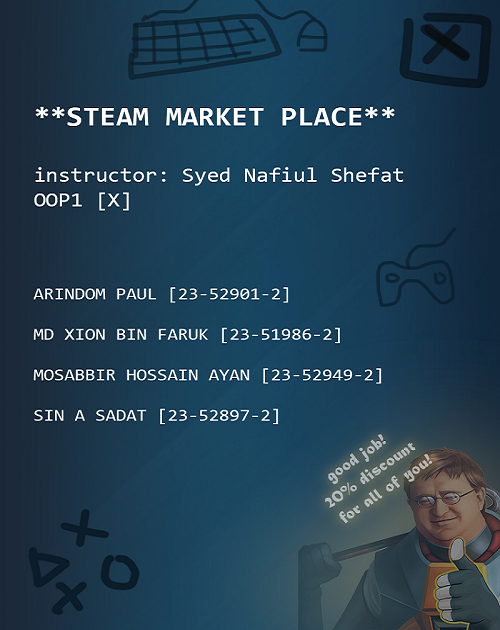 **STEAM MARKET PLACE**
instructor: Syed Nafiul Shefat
OOP1 [X]
ARINDOM PAUL [23-52901-2]
MD XION BIN FARUK [23-51986-2]
MOSABBIR HOSSAIN AYAN [23-52949-2]
SIN A SADAT [23-52897-2]
good job!
20% discount
for all of you!